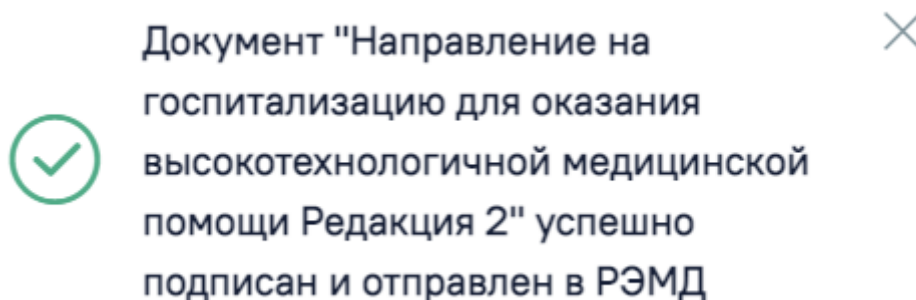 Документ "Направление на
госпитализацию для оказания
высокотехнологичной медицинской
помощи Редакция 2" успешно
подписан и отправлен в РЭМД